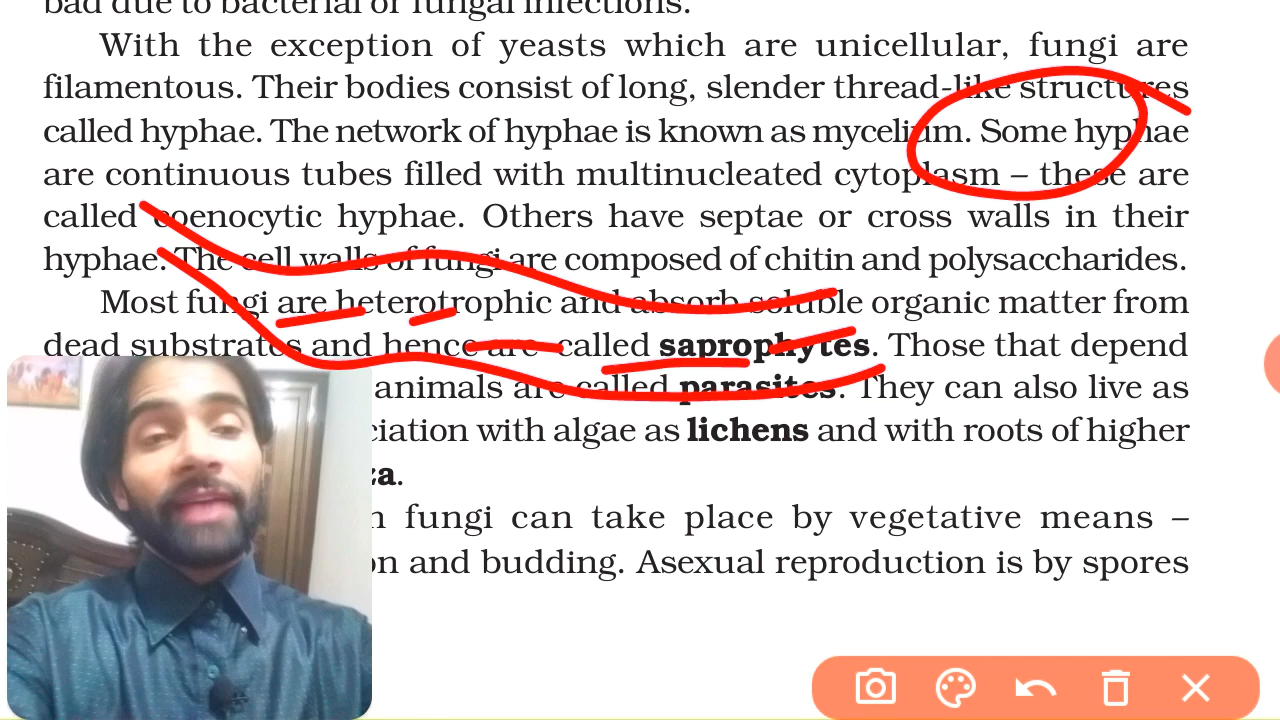 bad due to bacterial or fungal infections.
With the exception of yeasts which are unicellular, fungi are
filamentous. Their bodies consist of long, slender thread-like structures
called hyphae. The network of hyphae is known as mycelium. Some hyphae
are continuous tubes filled with multinucleated cytoplasm – these are
called coenocytic hyphae. Others have septae or cross walls in their
hyphae. The cell walls of fungi are composed of chitin and polysaccharides.
Most fungi are heterotrophic and absorb soluble organic matter from
dead substrates and hence are called saprophytes. Those that depend
animals are called parasites. They can also live as
ciation with algae as lichens and with roots of higher
za.
n fungi can take place by vegetative means –
on and budding. Asexual reproduction is by spores